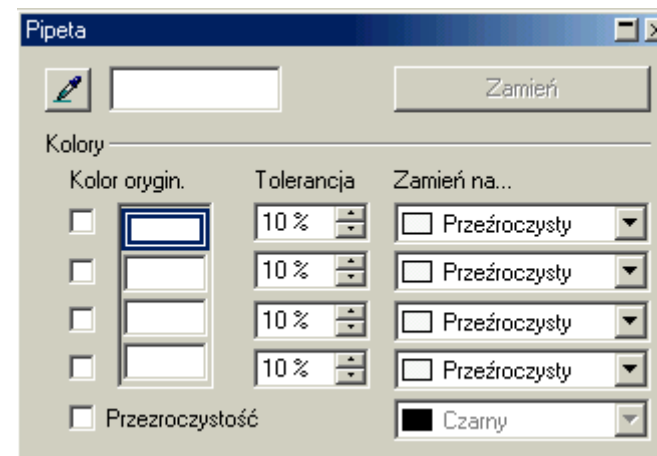 Pipeta
Zamień
Kolory
Kolor orygin. Tolerancja Zamień na...
10 % Przeźroczysty
10 % Przeźroczysty
10 % Przeźroczysty
10 % Przeźroczysty
Przezroczystość Czarny